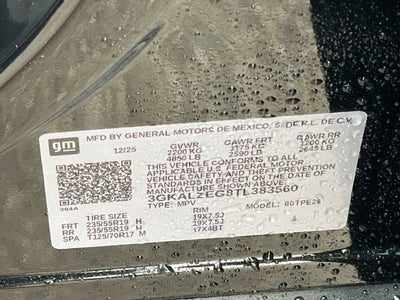 gm
MFD BY GENERAL MOTORS DE MEXICO, S. DE R.L. DE C.V.
12/25 GVWR GAWR FRT GAWR RR
2200 KG 1175 KG 1200 KG
4850 LB 2590 LB 2645 LB
THIS VEHICLE CONFORMS TO ALL
APPLICABLE U.S. FEDERAL MOTOR
VEHICLE SAFETY AND THEFT PREVENTION
STANDARDS IN EFFECT ON THE DATE OF
MANUFACTURE SHOWN ABOVE.
3GKALZEG8TL383560
TYPE: MPV MODEL: 80TPE26
384A
TIRE SIZE RIM
FRT 235/55R19 H 19X7.5J
RR 235/55R19 H 19X7.5J
SPA T125/70R17 M 17X4BT